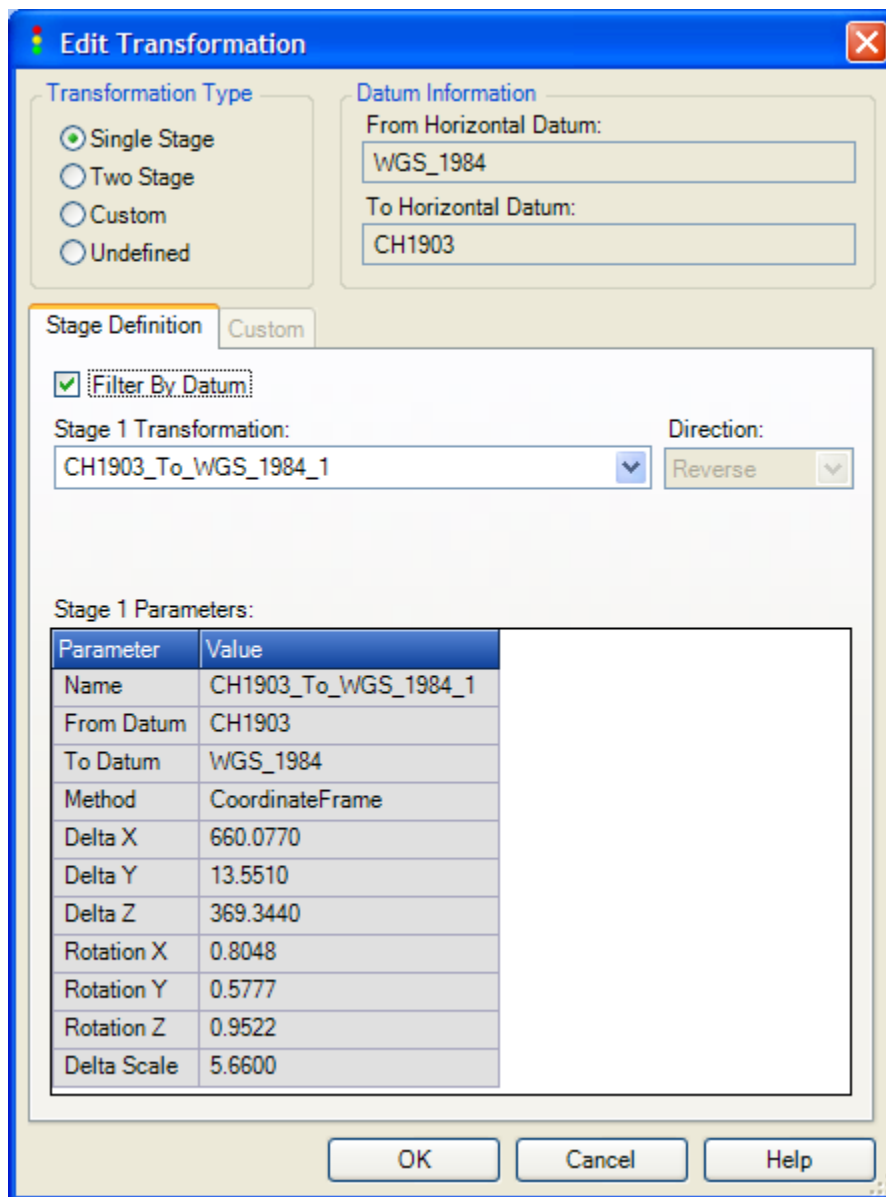 Edit Transformation
Transformation Type
Single Stage
Two Stage
Custom
Undefined
Datum Information
From Horizontal Datum:
WGS_1984
To Horizontal Datum:
CH1903
Stage Definition
Custom
Filter By Datum
Stage 1 Transformation:
Direction:
CH1903_To_WGS_1984_1
Reverse
Stage 1 Parameters:
Parameter Value
Name CH1903_To_WGS_1984_1
From Datum CH1903
To Datum WGS_1984
Method CoordinateFrame
Delta X 660.0770
Delta Y 13.5510
Delta Z 369.3440
Rotation X 0.8048
Rotation Y 0.5777
Rotation Z 0.9522
Delta Scale 5.6600
OK Cancel Help